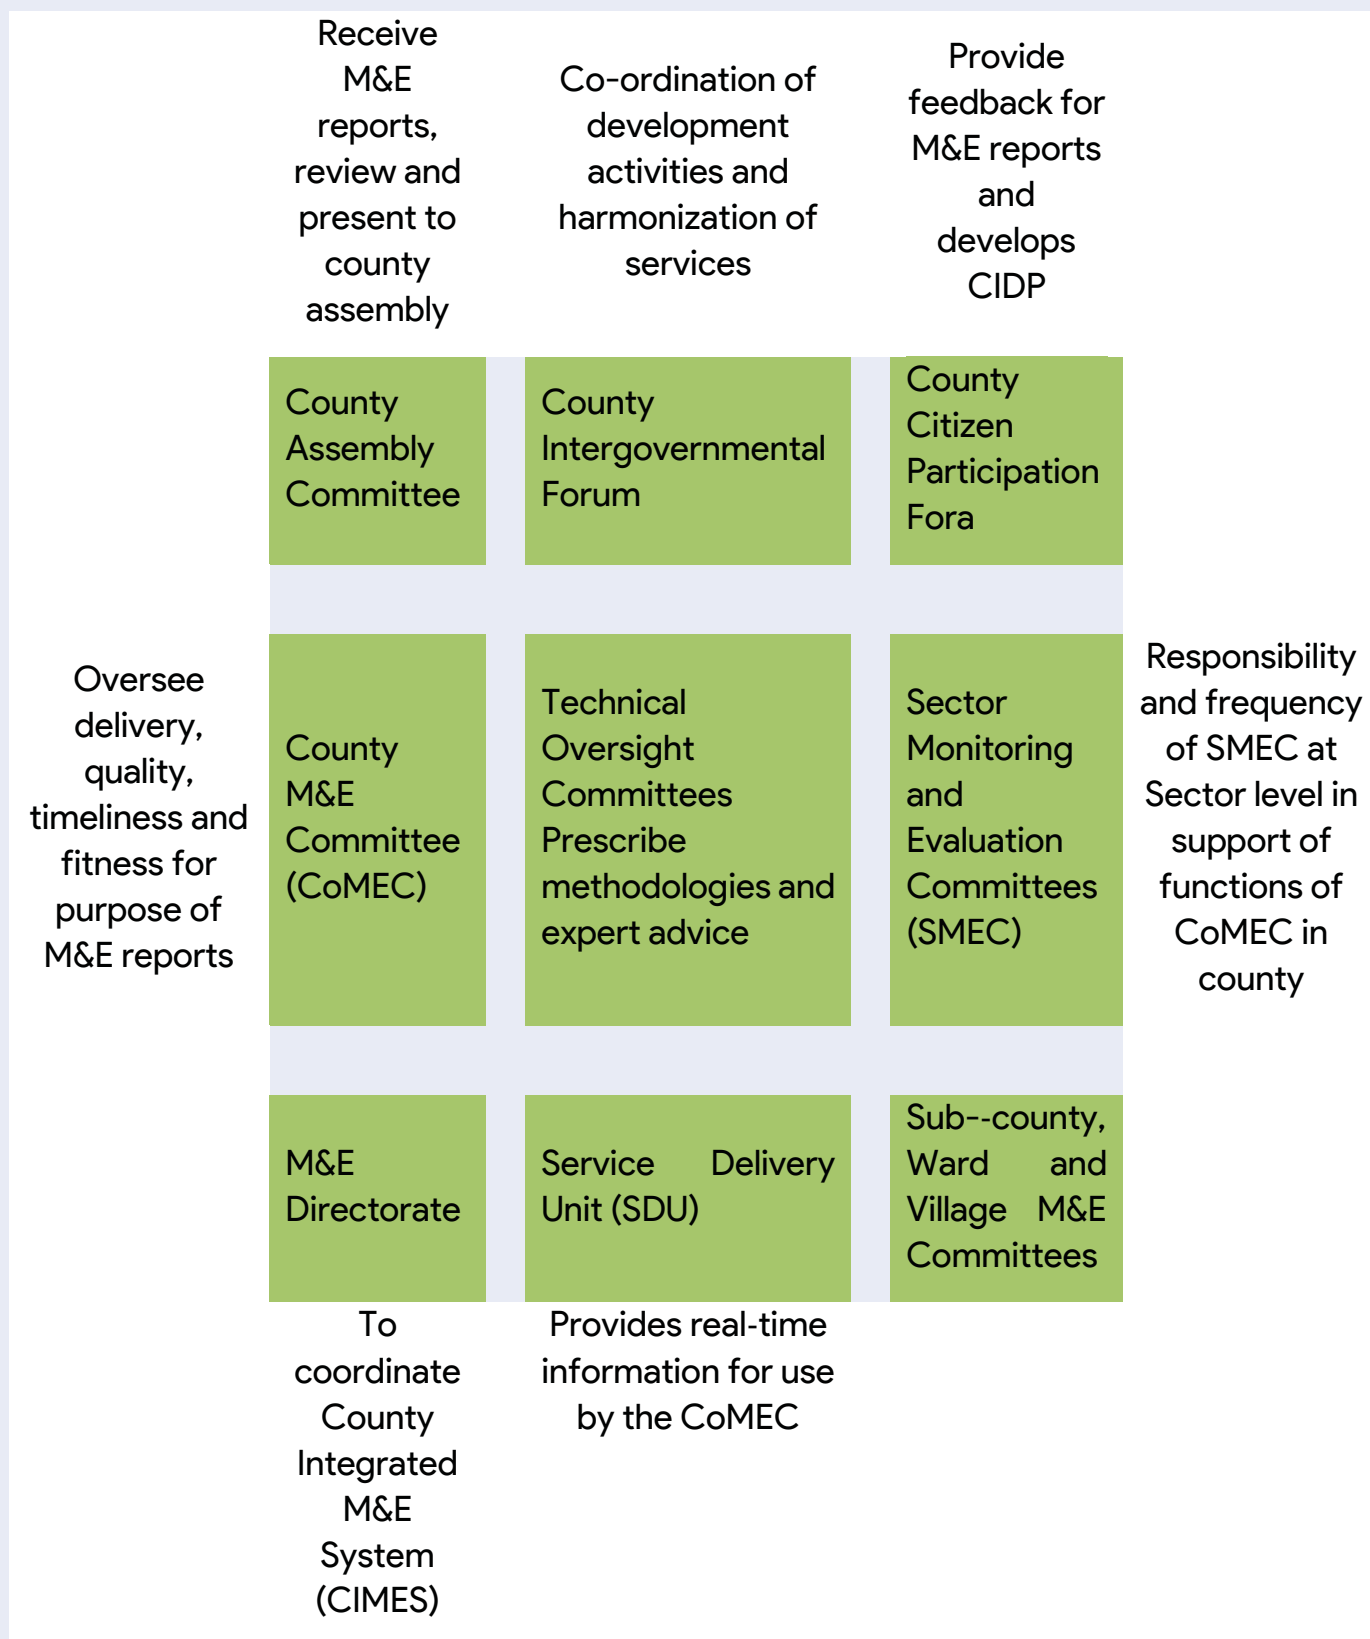 Receive
M&E
reports,
review and
present to
county
assembly
Co-ordination of
development
activities and
harmonization of
services
Provide
feedback for
M&E reports
and
develops
CIDP
County
Assembly
Committee
County
Intergovernmental
Forum
County
Citizen
Participation
Fora
Oversee
delivery,
quality,
timeliness and
fitness for
purpose of
M&E reports
County
M&E
Committee
(CoMEC)
Technical
Oversight
Committees
Prescribe
methodologies and
expert advice
Sector
Monitoring
and
Evaluation
Committees
(SMEC)
Responsibility
and frequency
of SMEC at
Sector level in
support of
functions of
CoMEC in
county
M&E
Directorate
Service Delivery
Unit (SDU)
Sub--county,
Ward and
Village M&E
Committees
To
coordinate
County
Integrated
M&E
System
(CIMES)
Provides real-time
information for use
by the CoMEC